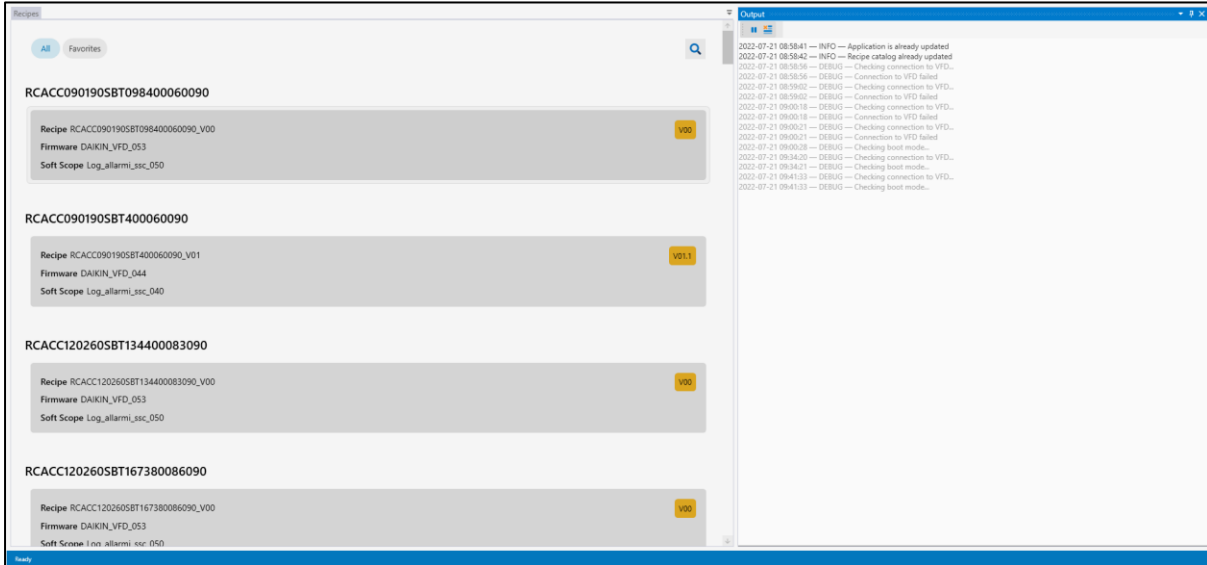 Recipes
All Favorites
RCACC090190SBT098400060090
Recipe RCACC090190SBT098400060090_V00
V00
Firmware DAIKIN_VFD_053
Soft Scope Log_allarmi_ssc_050
RCACC090190SBT400060090
Recipe RCACC090190SBT400060090_V01
V01.1
Firmware DAIKIN_VFD_044
Soft Scope Log_allarmi_ssc_040
RCACC120260SBT134400083090
Recipe RCACC120260SBT134400083090_V00
V00
Firmware DAIKIN_VFD_053
Soft Scope Log_allarmi_ssc_050
RCACC120260SBT167380086090
Recipe RCACC120260SBT167380086090_V00
V00
Firmware DAIKIN_VFD_053
Soft Scope Log_allarmi_ssc_050
Output
2022-07-21 08:58:41 — INFO — Application is already updated
2022-07-21 08:58:42 — INFO — Recipe catalog already updated
2022-07-21 08:58:56 — DEBUG — Checking connection to VFD...
2022-07-21 08:58:56 — DEBUG — Connection to VFD failed
2022-07-21 08:59:02 — DEBUG — Checking connection to VFD...
2022-07-21 08:59:02 — DEBUG — Connection to VFD failed
2022-07-21 09:00:18 — DEBUG — Checking connection to VFD...
2022-07-21 09:00:18 — DEBUG — Connection to VFD failed
2022-07-21 09:00:21 — DEBUG — Checking connection to VFD...
2022-07-21 09:00:21 — DEBUG — Connection to VFD failed
2022-07-21 09:00:28 — DEBUG — Checking boot mode...
2022-07-21 09:34:20 — DEBUG — Checking connection to VFD...
2022-07-21 09:34:21 — DEBUG — Checking boot mode...
2022-07-21 09:41:33 — DEBUG — Checking connection to VFD...
2022-07-21 09:41:33 — DEBUG — Checking boot mode...
Ready